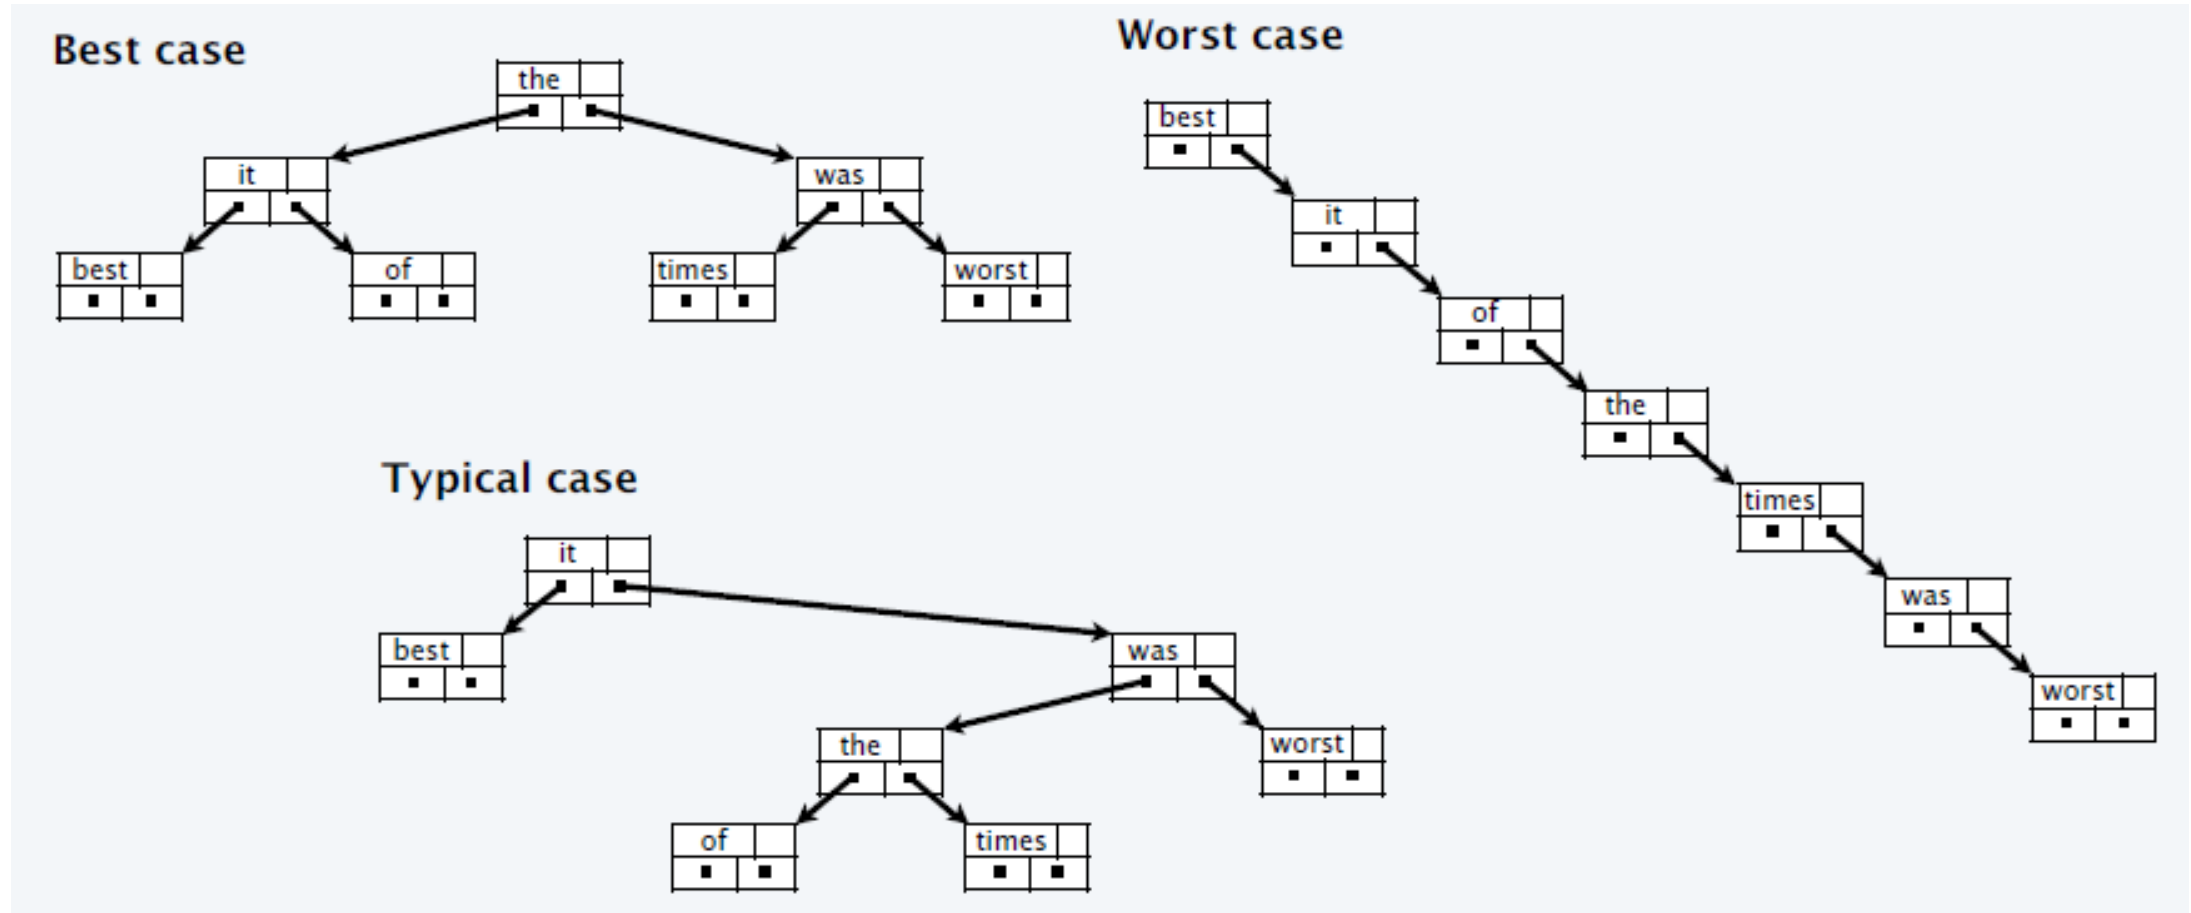 Best case
the
it
was
best
of
times
worst
Worst case
best
it
of
the
times
was
worst
Typical case
it
best
was
the
worst
of
times